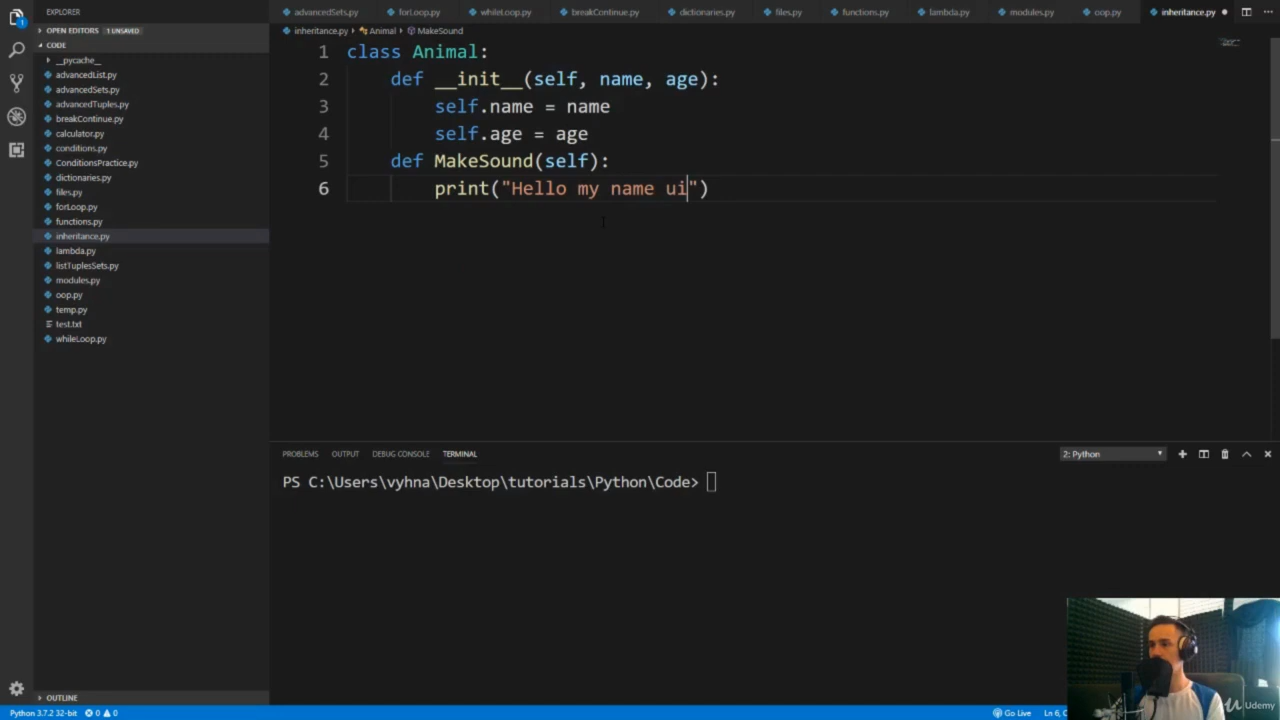 EXPLORER
OPEN EDITORS 1 UNSAVED
CODE
__pycache__
advancedList.py
advancedSets.py
advancedTuples.py
breakContinue.py
calculator.py
conditions.py
ConditionsPractice.py
dictionaries.py
files.py
forLoop.py
functions.py
inheritance.py
lambda.py
listTuplesSets.py
modules.py
oop.py
temp.py
test.txt
whileLoop.py
OUTLINE
advancedSets.py forLoop.py whileLoop.py breakContinue.py dictionaries.py files.py functions.py lambda.py modules.py oop.py inheritance.py
inheritance.py Animal MakeSound
1 class Animal:
2 def __init__(self, name, age):
3 self.name = name
4 self.age = age
5 def MakeSound(self):
6 print("Hello my name ui")
PROBLEMS OUTPUT DEBUG CONSOLE TERMINAL 2: Python
PS C:\Users\vyhna\Desktop\tutorials\Python\Code>
Python 3.7.2 32-bit 0 0 Go Live Ln 6,
Udemy
1